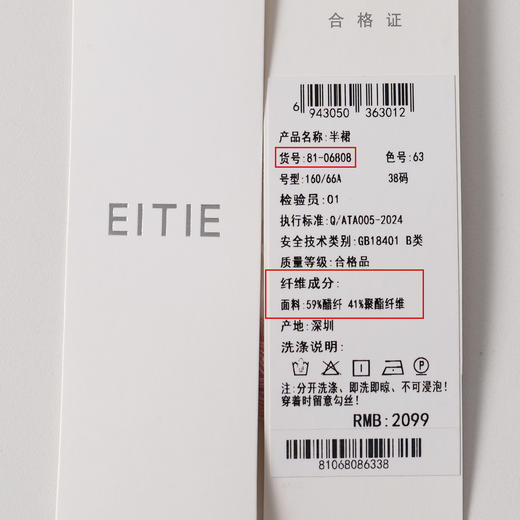 EITIE
合格证
6 943050 363012
产品名称:半裙
货号:81-06808 色号:63
号型:160/66A 38码
检验员:01
执行标准:Q/ATA005-2024
安全技术类别:GB18401 B类
质量等级:合格品
纤维成分:
面料:59%醋纤 41%聚酯纤维
产地:深圳
洗涤说明:
注:分开洗涤、即洗即晾、不可浸泡!
穿着时留意勾丝!
RMB:2099
81068086338